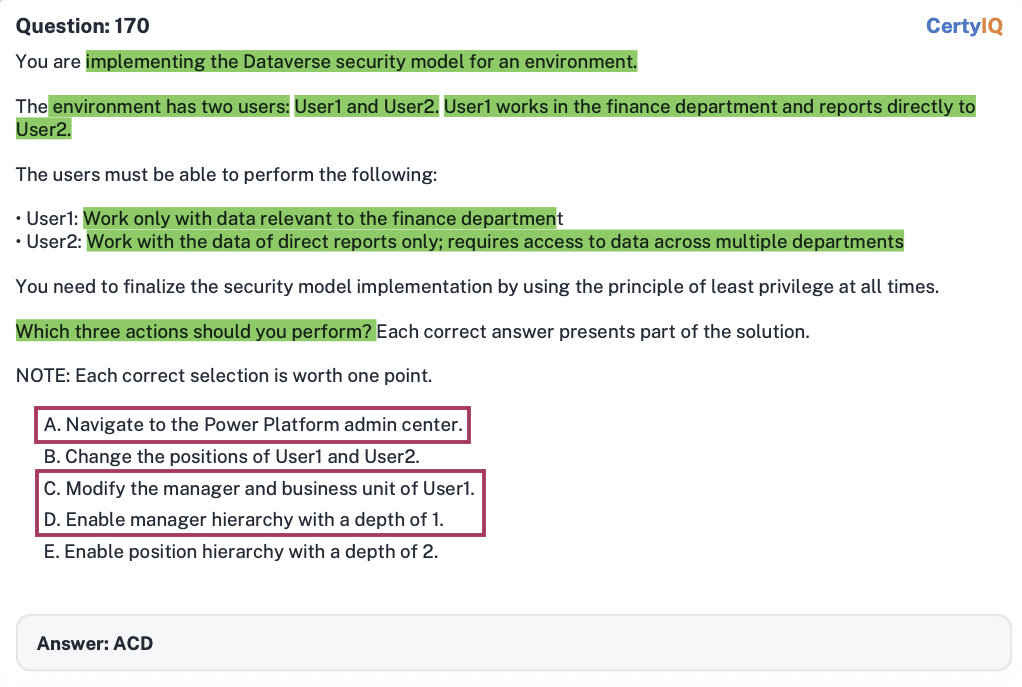 Question: 170
CertyIQ
You are implementing the Dataverse security model for an environment.
The environment has two users: User1 and User2. User1 works in the finance department and reports directly to
User2.
The users must be able to perform the following:
• User1: Work only with data relevant to the finance department
• User2: Work with the data of direct reports only; requires access to data across multiple departments
You need to finalize the security model implementation by using the principle of least privilege at all times.
Which three actions should you perform? Each correct answer presents part of the solution.
NOTE: Each correct selection is worth one point.
A. Navigate to the Power Platform admin center.
B. Change the positions of User1 and User2.
C. Modify the manager and business unit of User1.
D. Enable manager hierarchy with a depth of 1.
E. Enable position hierarchy with a depth of 2.
Answer: ACD